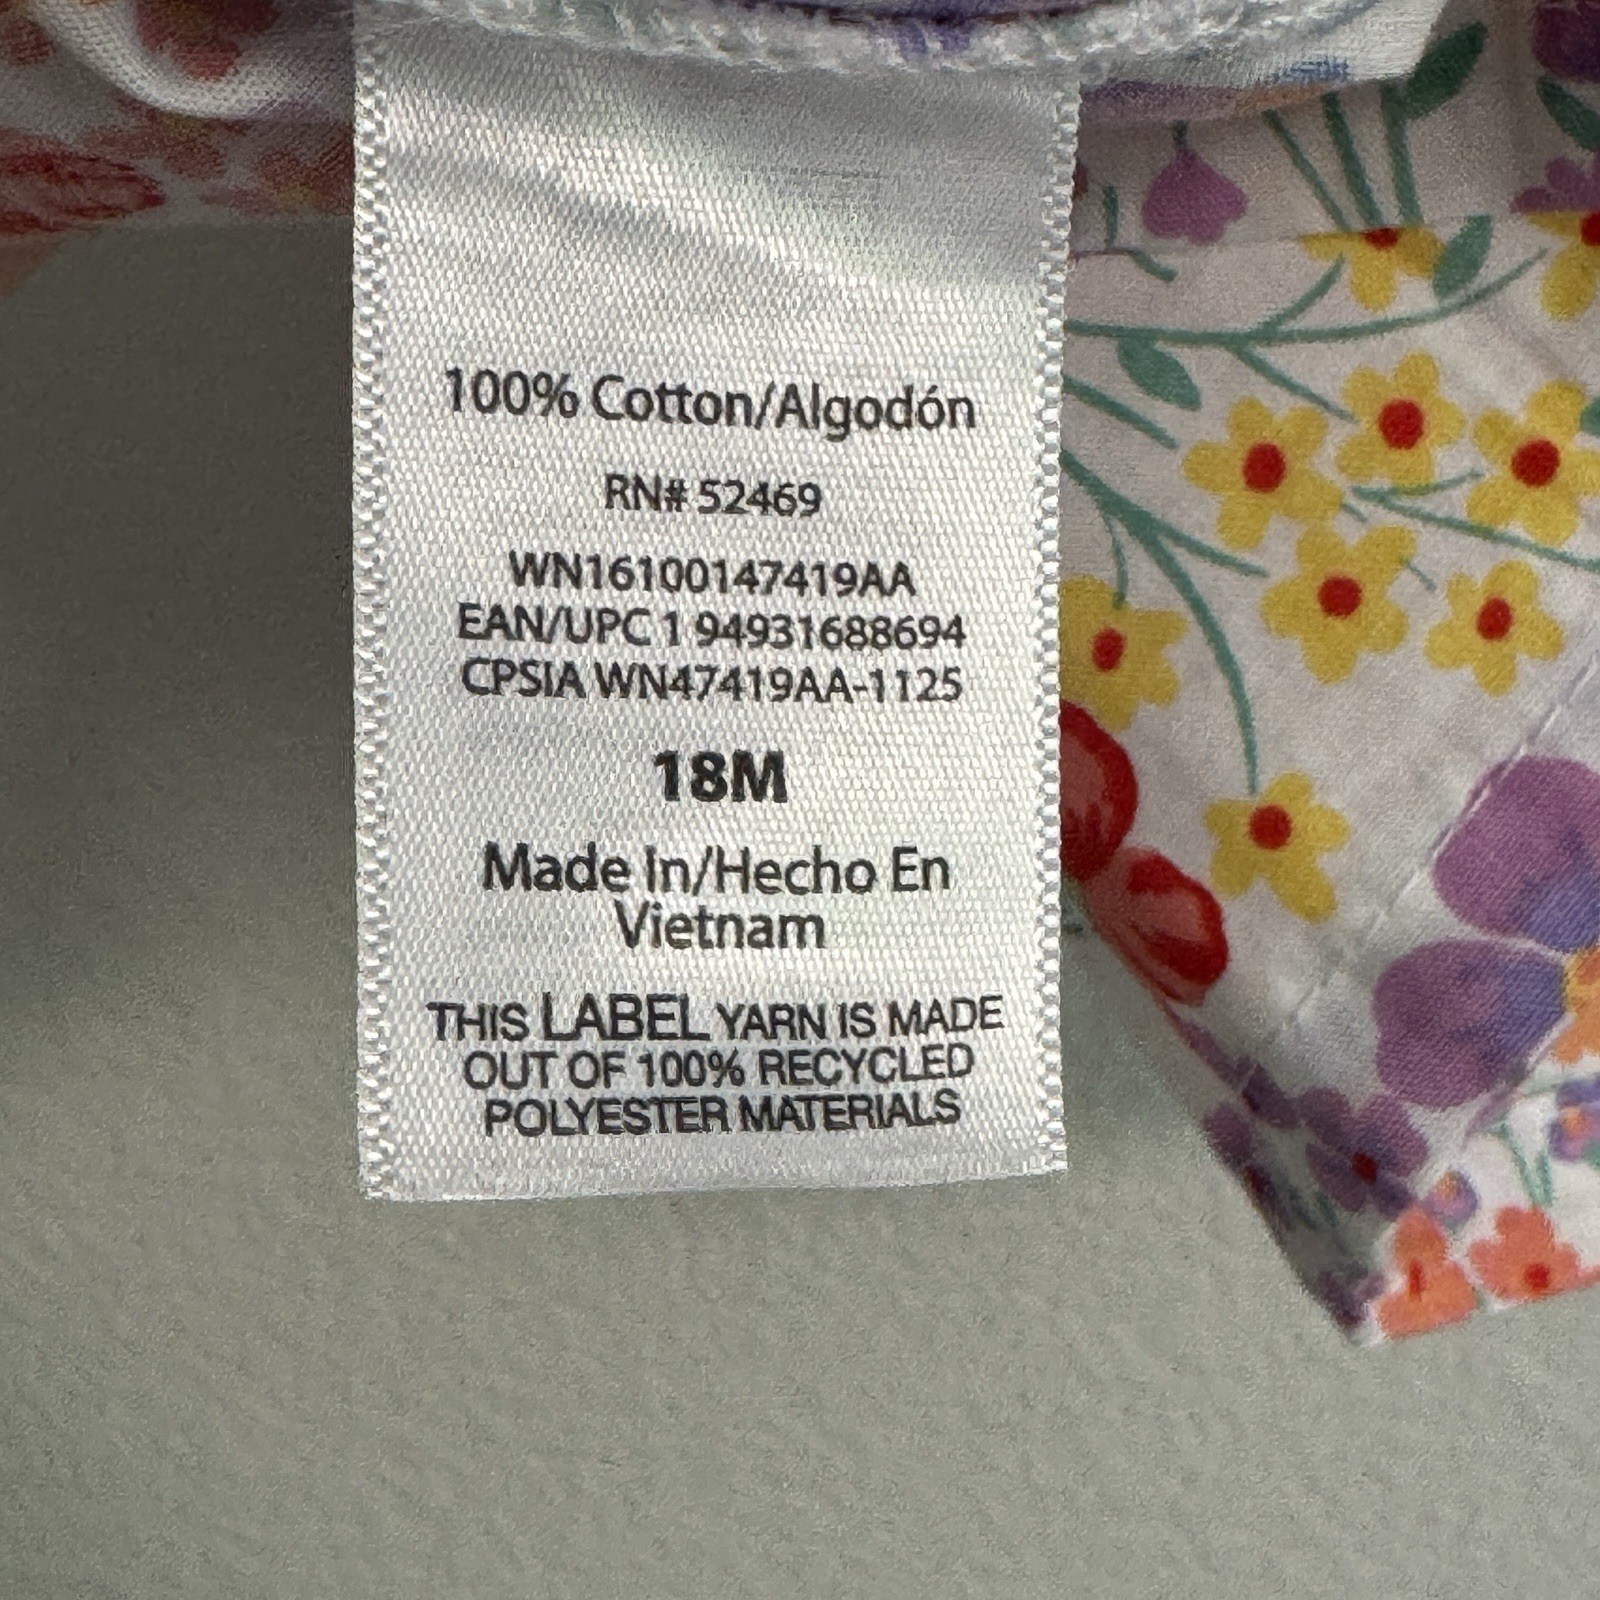 100% Cotton/Algodón
RN# 52469
WN16100147419AA
EAN/UPC 1 94931688694
CPSIA WN47419AA-1125
18M
Made In/Hecho En
Vietnam
THIS LABEL YARN IS MADE
OUT OF 100% RECYCLED
POLYESTER MATERIALS